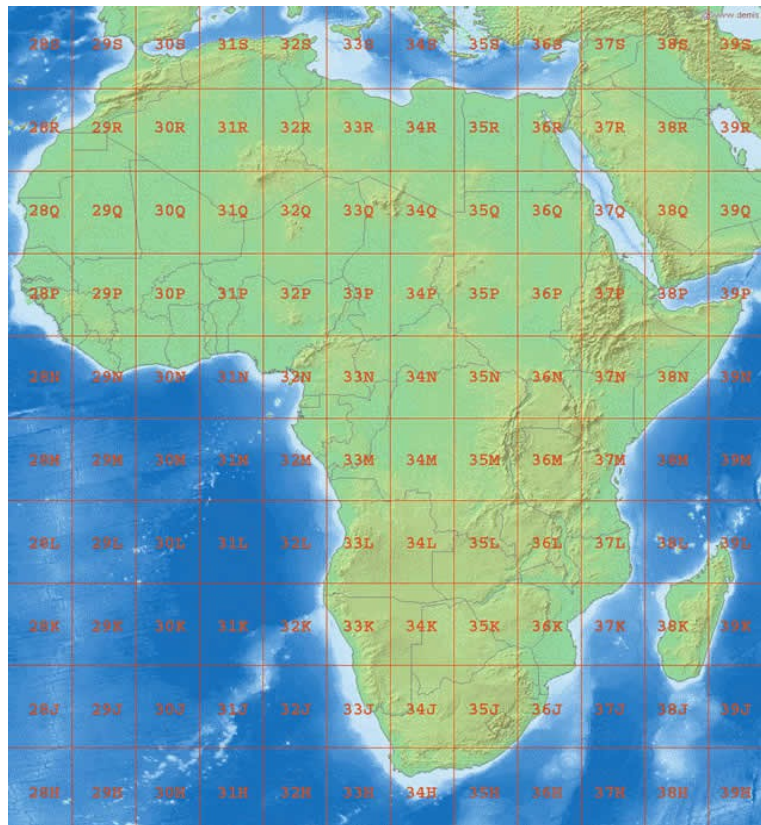 www.demis
28S 29S 30S 31S 32S 33S 34S 35S 36S 37S 38S 39S
28R 29R 30R 31R 32R 33R 34R 35R 36R 37R 38R 39R
28Q 29Q 30Q 31Q 32Q 33Q 34Q 35Q 36Q 37Q 38Q 39Q
28P 29P 30P 31P 32P 33P 34P 35P 36P 37P 38P 39P
28N 29N 30N 31N 32N 33N 34N 35N 36N 37N 38N 39N
28M 29M 30M 31M 32M 33M 34M 35M 36M 37M 38M 39M
28L 29L 30L 31L 32L 33L 34L 35L 36L 37L 38L 39L
28K 29K 30K 31K 32K 33K 34K 35K 36K 37K 38K 39K
28J 29J 30J 31J 32J 33J 34J 35J 36J 37J 38J 39J
28H 29H 30H 31H 32H 33H 34H 35H 36H 37H 38H 39H